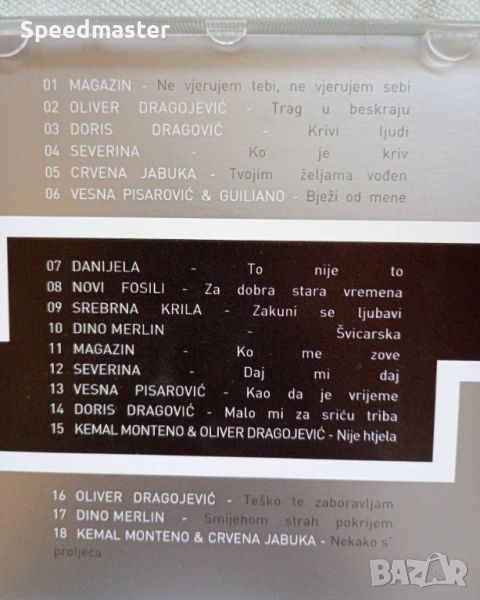 Speedmaster
01 MAGAZIN - Ne vjerujem tebi, ne vjerujem sebi
02 OLIVER DRAGOJEVIĆ - Trag u beskraju
03 DORIS DRAGOVIĆ - Krivi ljudi
04 SEVERINA - Ko je kriv
05 CRVENA JABUKA - Tvojim željama vođen
06 VESNA PISAROVIĆ & GUILIANO - Bježi od mene
07 DANIJELA - To nije to
08 NOVI FOSILI - Za dobra stara vremena
09 SREBRNA KRILA - Zakuni se ljubavi
10 DINO MERLIN - Švicarska
11 MAGAZIN - Ko me zove
12 SEVERINA - Daj mi daj
13 VESNA PISAROVIĆ - Kao da je vrijeme
14 DORIS DRAGOVIĆ - Malo mi za sriću triba
15 KEMAL MONTENO & OLIVER DRAGOJEVIĆ - Nije htjela
16 OLIVER DRAGOJEVIĆ - Teško te zaboravljam
17 DINO MERLIN - Smijehom strah pokrijem
18 KEMAL MONTENO & CRVENA JABUKA - Nekako s'
proljeća
BAZAR